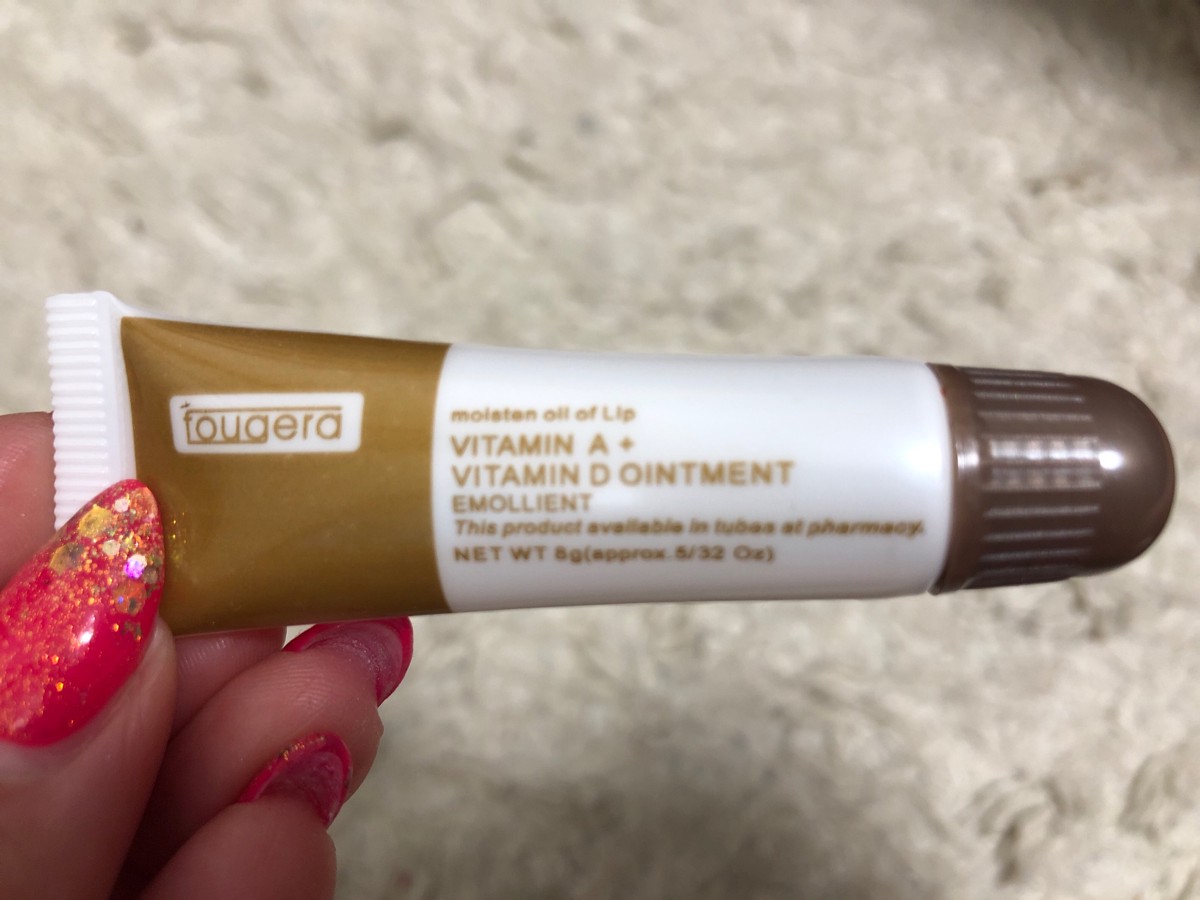 fougera
moisten oil of Lip
VITAMIN A +
VITAMIN D OINTMENT
EMOLLIENT
This product available in tubes at pharmacy.
NET WT 8g(approx.5/32 Oz)